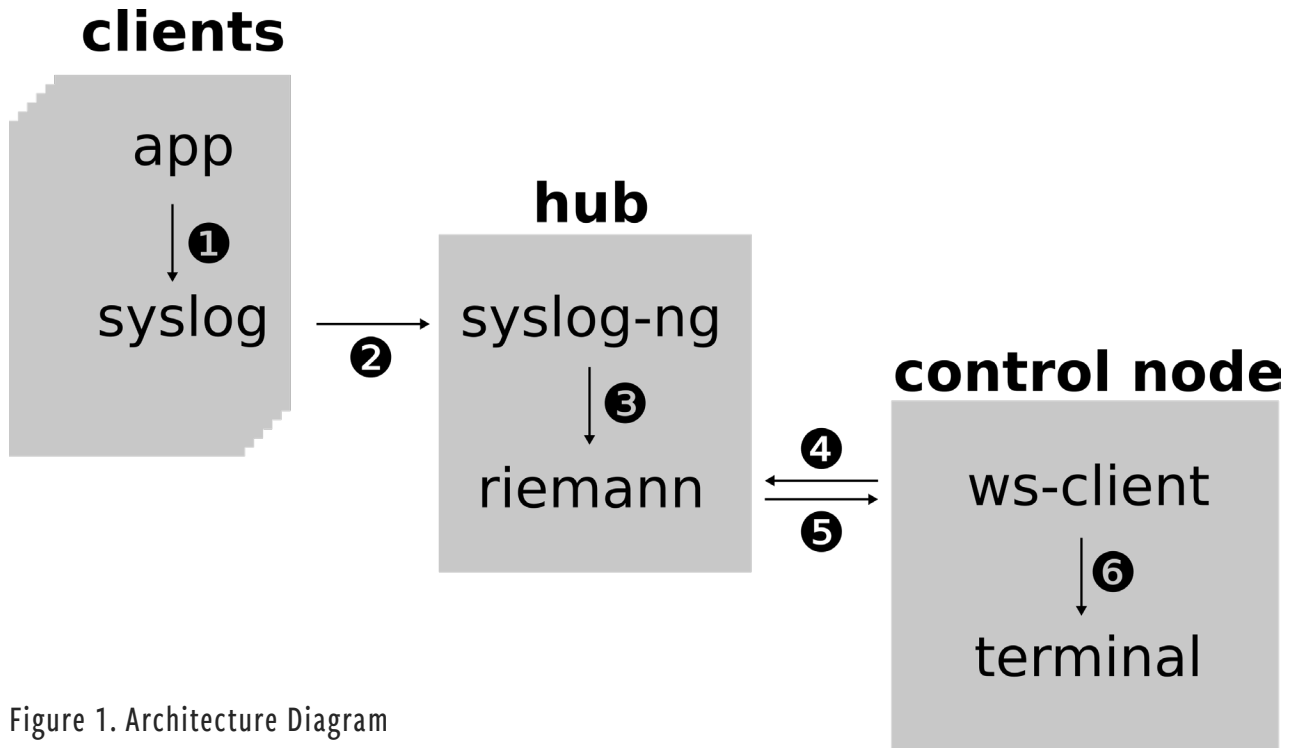 clients
app
❶
syslog
❷
hub
syslog-ng
❸
riemann
❹
❺
control node
ws-client
❻
terminal
Figure 1. Architecture Diagram